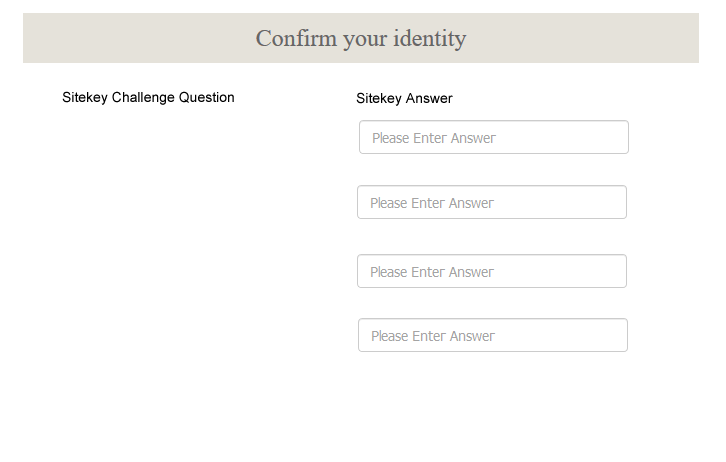 Confirm your identity
Sitekey Challenge Question
Sitekey Answer
Please Enter Answer
Please Enter Answer
Please Enter Answer
Please Enter Answer